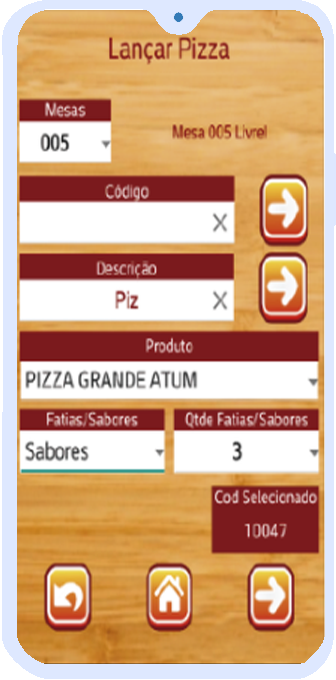 Lançar Pizza
Mesas
005
Mesa 005 Livre!
Código
Descrição
Piz
Produto
PIZZA GRANDE ATUM
Fatias/Sabores
Qtde Fatias/Sabores
Sabores
3
Cod Selecionado
10047